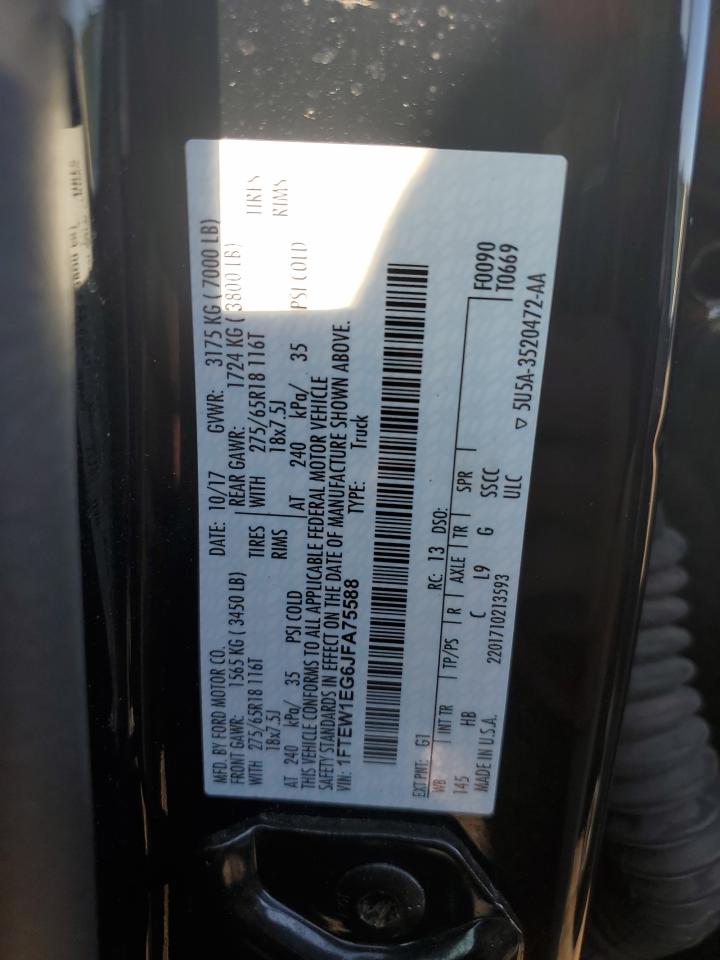 MFD. BY FORD MOTOR CO. DATE: 10/17 GVWR: 3175 KG ( 7000 LB)
FRONT GAWR: 1565 KG ( 3450 LB) REAR GAWR: 1724 KG ( 3800 LB)
WITH 275/65R18 116T TIRES WITH 275/65R18 116T TIRES
18x7.5J RIMS 18x7.5J RIMS
AT 240 kPa/ 35 PSI COLD AT 240 kPa/ 35 PSI COLD
THIS VEHICLE CONFORMS TO ALL APPLICABLE FEDERAL MOTOR VEHICLE
SAFETY STANDARDS IN EFFECT ON THE DATE OF MANUFACTURE SHOWN ABOVE.
VIN: 1FTEW1EG6JFA75588 TYPE: Truck
EXT PNT: G1 RC: 13 DSO: F0090
WB INT TR TP/PS R AXLE TR SPR T0669
145 HB C L9 G SSCC
MADE IN U.S.A. 2201710213593 ULC ▽ 5U5A-3520472-AA